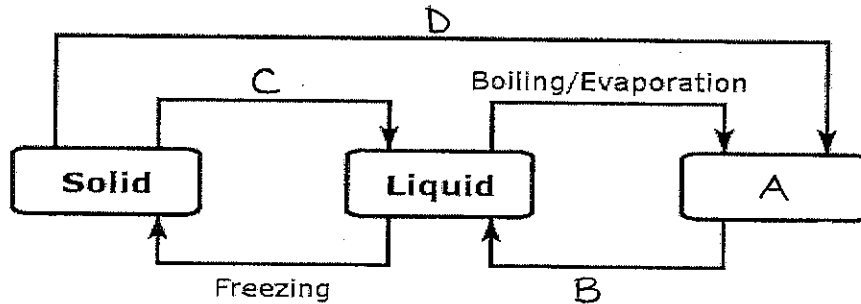 D
C
Boiling/Evaporation
Solid
Liquid
A
Freezing
B